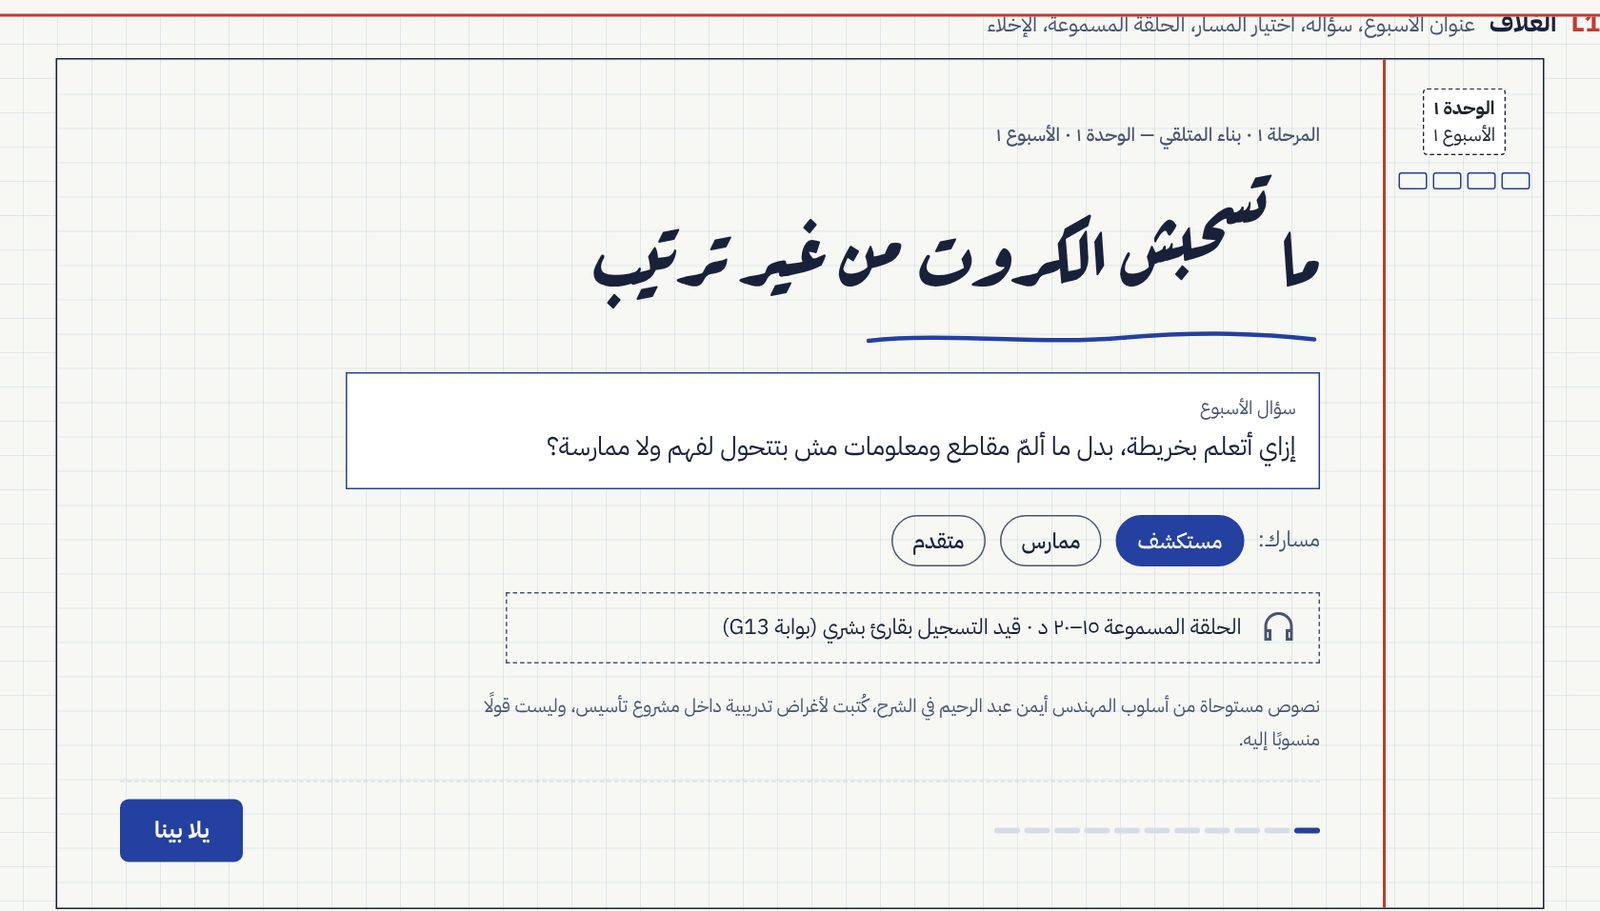 L1 الغلاف عنوان الأسبوع، سؤاله، اختيار المسار، الحلقة المسموعة، الإخلاء
الوحدة ١
الأسبوع ١
المرحلة ١ · بناء المتلقي — الوحدة ١ · الأسبوع ١
ما تسحبش الكروت من غير ترتيب
سؤال الأسبوع
إزاي أتعلم بخريطة، بدل ما ألمّ مقاطع ومعلومات مش بتتحول لفهم ولا ممارسة؟
مسارك: مستكشف ممارس متقدم
الحلقة المسموعة ١٥–٢٠ د · قيد التسجيل بقارئ بشري (بوابة G13)
نصوص مستوحاة من أسلوب المهندس أيمن عبد الرحيم في الشرح، كُتبت لأغراض تدريبية داخل مشروع تأسيس، وليست قولًا
منسوبًا إليه.
يلا بينا